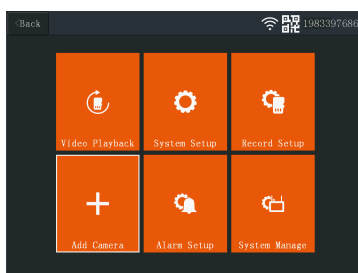 <Back
1983397686
Video Playback
System Setup
Record Setup
Add Camera
Alarm Setup
System Manage